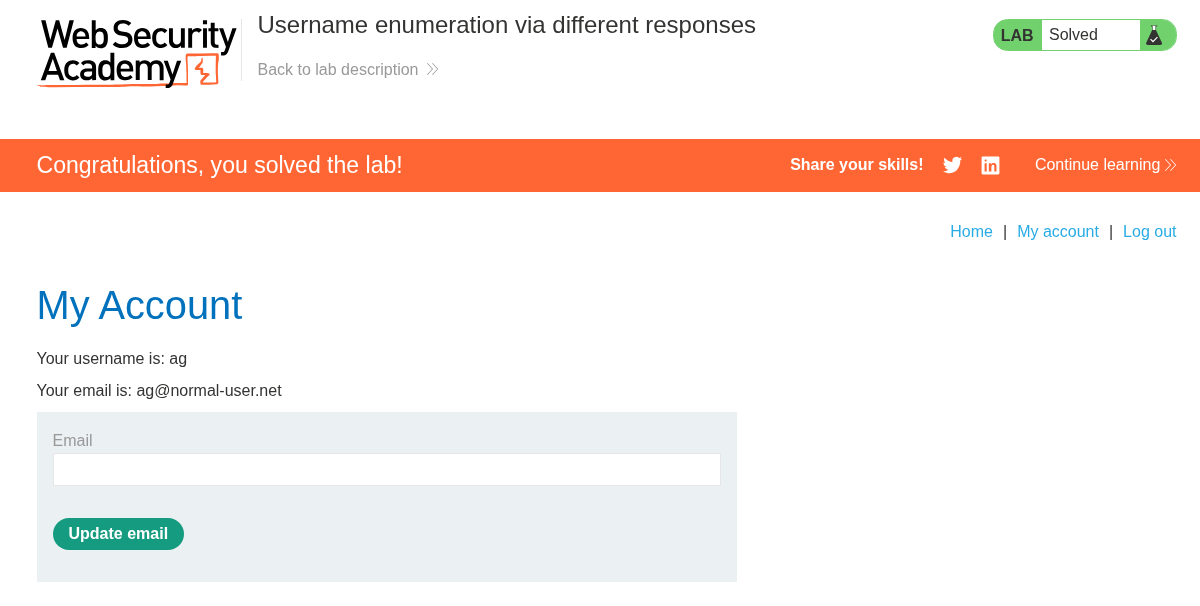 Web Security
Academy
Username enumeration via different responses
Back to lab description
LAB Solved
Congratulations, you solved the lab!
Share your skills!
Continue learning
Home | My account | Log out
My Account
Your username is: ag
Your email is: ag@normal-user.net
Email
Update email